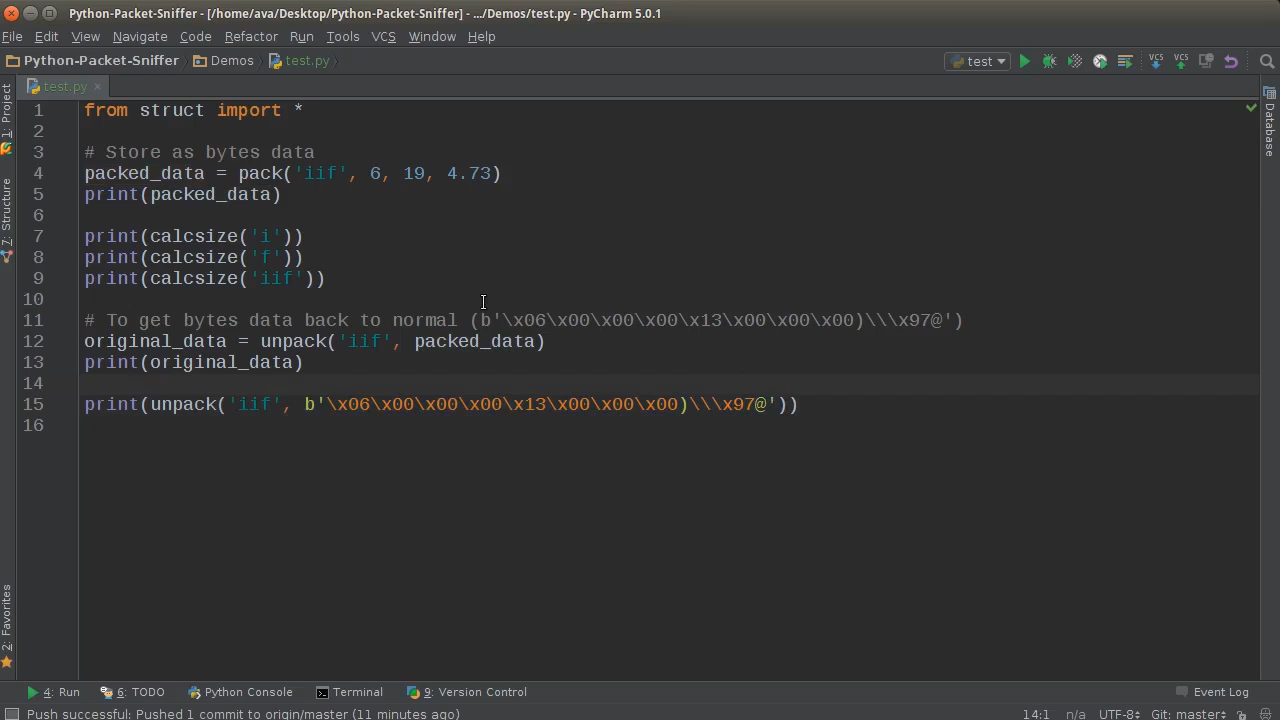 Python-Packet-Sniffer - [/home/ava/Desktop/Python-Packet-Sniffer] - .../Demos/test.py - PyCharm 5.0.1
File Edit View Navigate Code Refactor Run Tools VCS Window Help
Python-Packet-Sniffer Demos test.py test VCS VCS
test.py
1: Project
7: Structure
2: Favorites
Database
1 from struct import *
2
3 # Store as bytes data
4 packed_data = pack('iif', 6, 19, 4.73)
5 print(packed_data)
6
7 print(calcsize('i'))
8 print(calcsize('f'))
9 print(calcsize('iif'))
10
11 # To get bytes data back to normal (b'\x06\x00\x00\x00\x13\x00\x00\x00)\\\x97@')
12 original_data = unpack('iif', packed_data)
13 print(original_data)
14
15 print(unpack('iif', b'\x06\x00\x00\x00\x13\x00\x00\x00)\\\x97@'))
16
4: Run 6: TODO Python Console Terminal 9: Version Control Event Log
Push successful: Pushed 1 commit to origin/master (11 minutes ago) 14:1 n/a UTF-8 Git: master